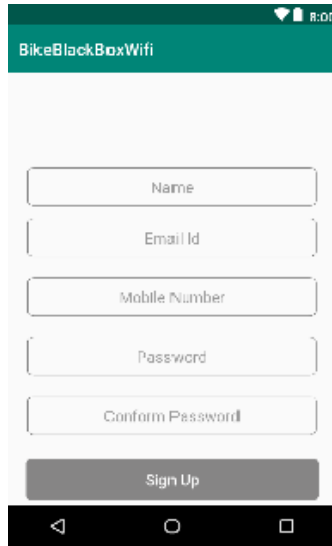 8:00
BikeBlackBoxWifi
Name
Email Id
Mobile Number
Password
Conform Password
Sign Up